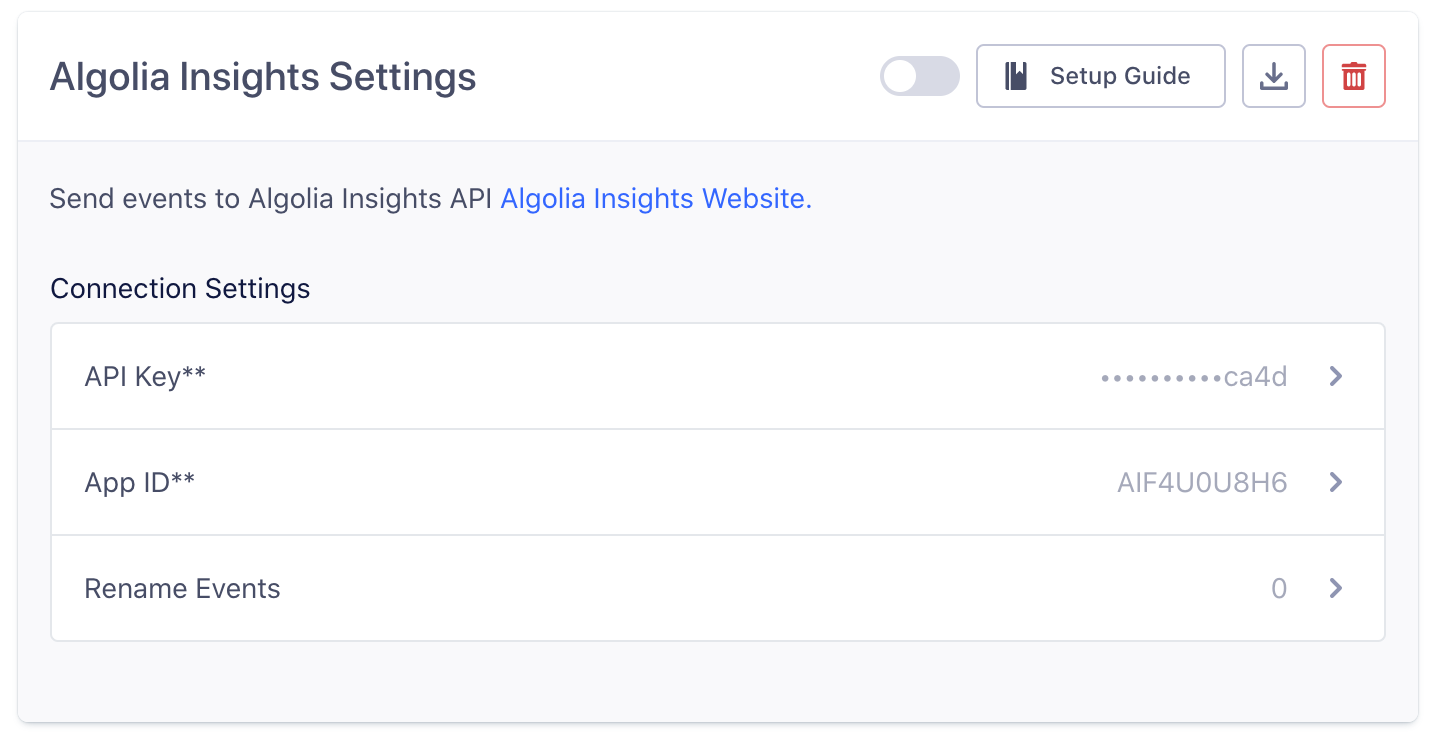 Algolia Insights Settings
Setup Guide
Send events to Algolia Insights API Algolia Insights Website.
Connection Settings
API Key** ••••••••••ca4d
App ID** AIF4U0U8H6
Rename Events 0